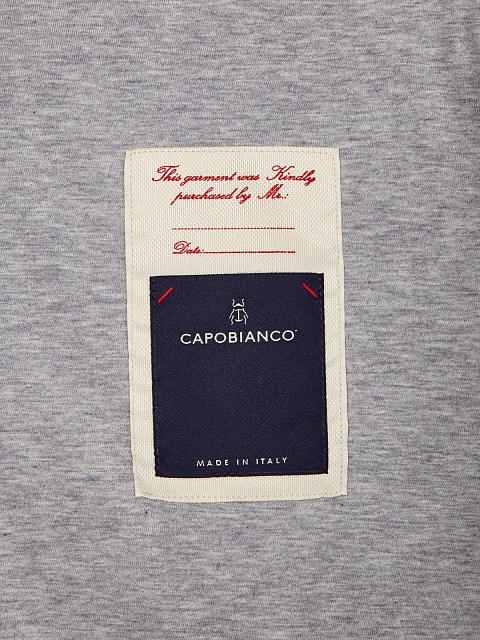 This garment was Kindly
purchased by Mr.:
Date:
CAPOBIANCO
MADE IN ITALY